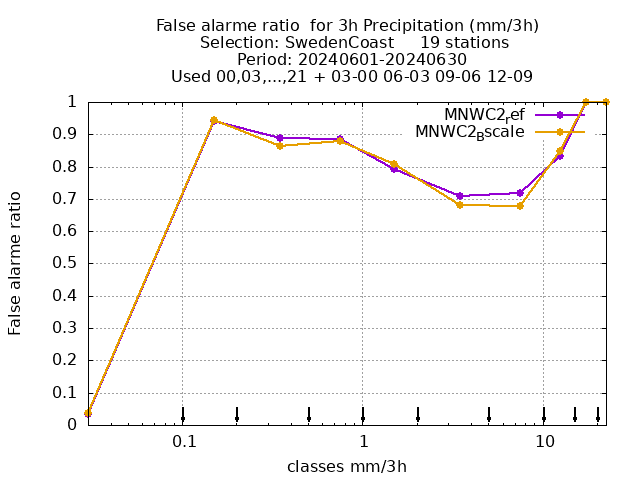 False alarme ratio  for 3h Precipitation (mm/3h)
Selection: SwedenCoast     19 stations
Period: 20240601-20240630
Used 00,03,...,21 + 03-00 06-03 09-06 12-09
MNWC2_ref
MNWC2_Bscale
1
0.9
0.8
0.7
0.6
0.5
0.4
0.3
0.2
0.1
0
False alarme ratio
0.1 1 10
classes mm/3h